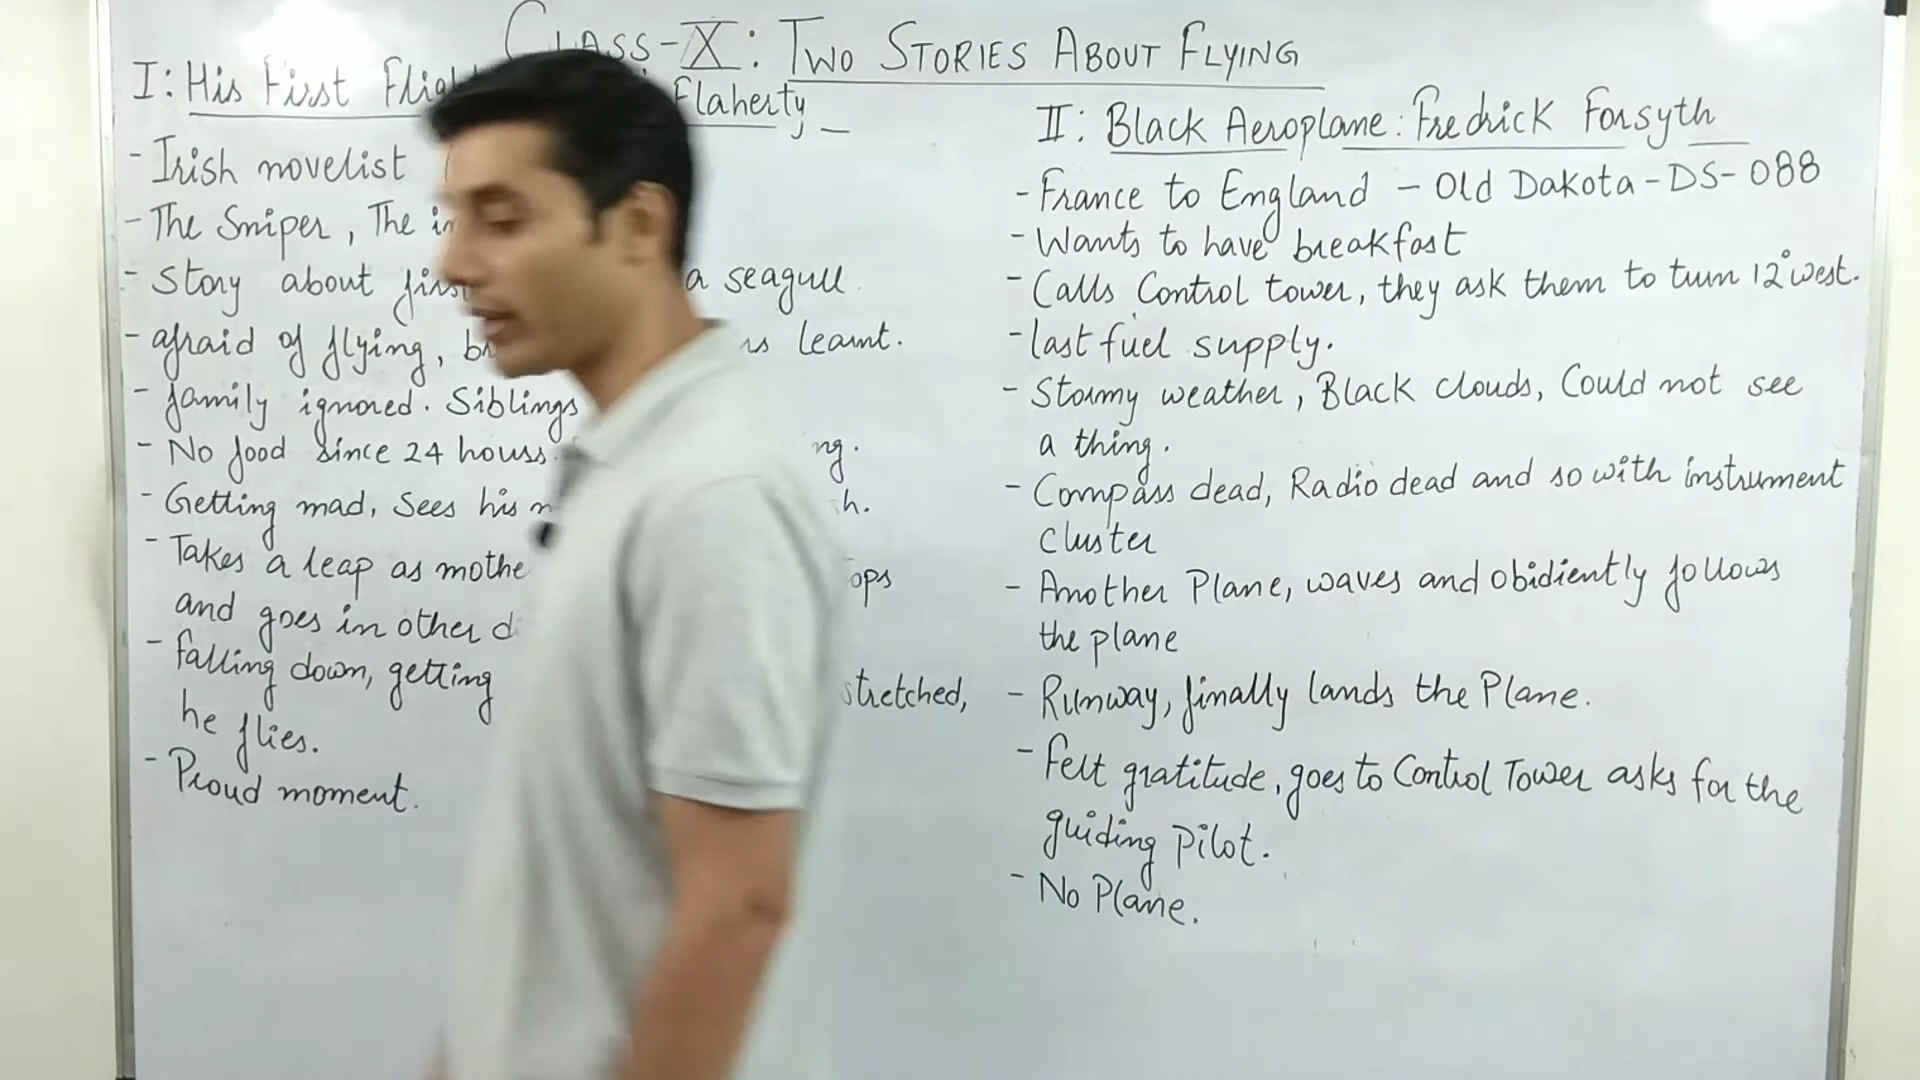 CLASS-X: TWO STORIES ABOUT FLYING
I: His First
Flaherty
- Irish novelist
- The Sniper, The
- Story about a seagull.
- afraid of flying, learnt.
- family ignored. Siblings
- No food since 24 hours.
- Getting mad, Sees his
- Takes a leap as
and goes in other
- falling down, getting stretched,
he flies.
- Proud moment.
II: Black Aeroplane: Fredrick Forsyth
- France to England - Old Dakota - DS-088
- Wants to have breakfast
- Calls Control tower, they ask them to turn 12° west.
- last fuel supply.
- Stormy weather, Black clouds, Could not see
a thing.
- Compass dead, Radio dead and so with instrument
cluster
- Another Plane, waves and obidiently follows
the plane
- Runway, finally lands the Plane.
- Felt gratitude, goes to Control Tower asks for the
guiding Pilot.
- No Plane.